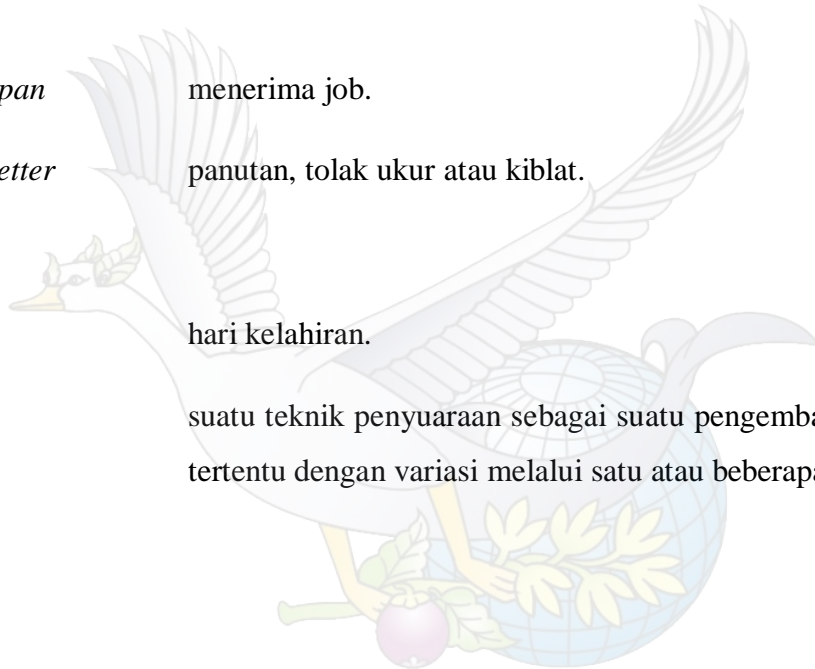 pan menerima job.
etter panutan, tolak ukur atau kiblat.
hari kelahiran.
suatu teknik penyuaraan sebagai suatu pengemba
tertentu dengan variasi melalui satu atau beberapa